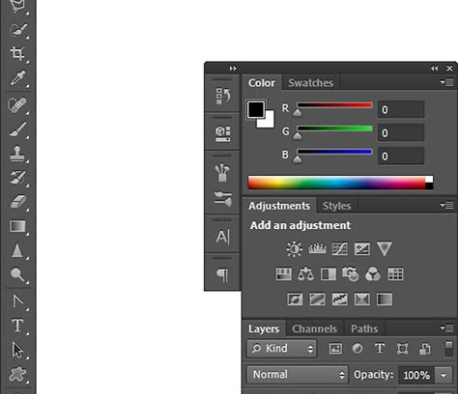 Color Swatches
R 0
G 0
B 0
Adjustments Styles
Add an adjustment
Layers Channels Paths
Kind
Normal Opacity: 100%